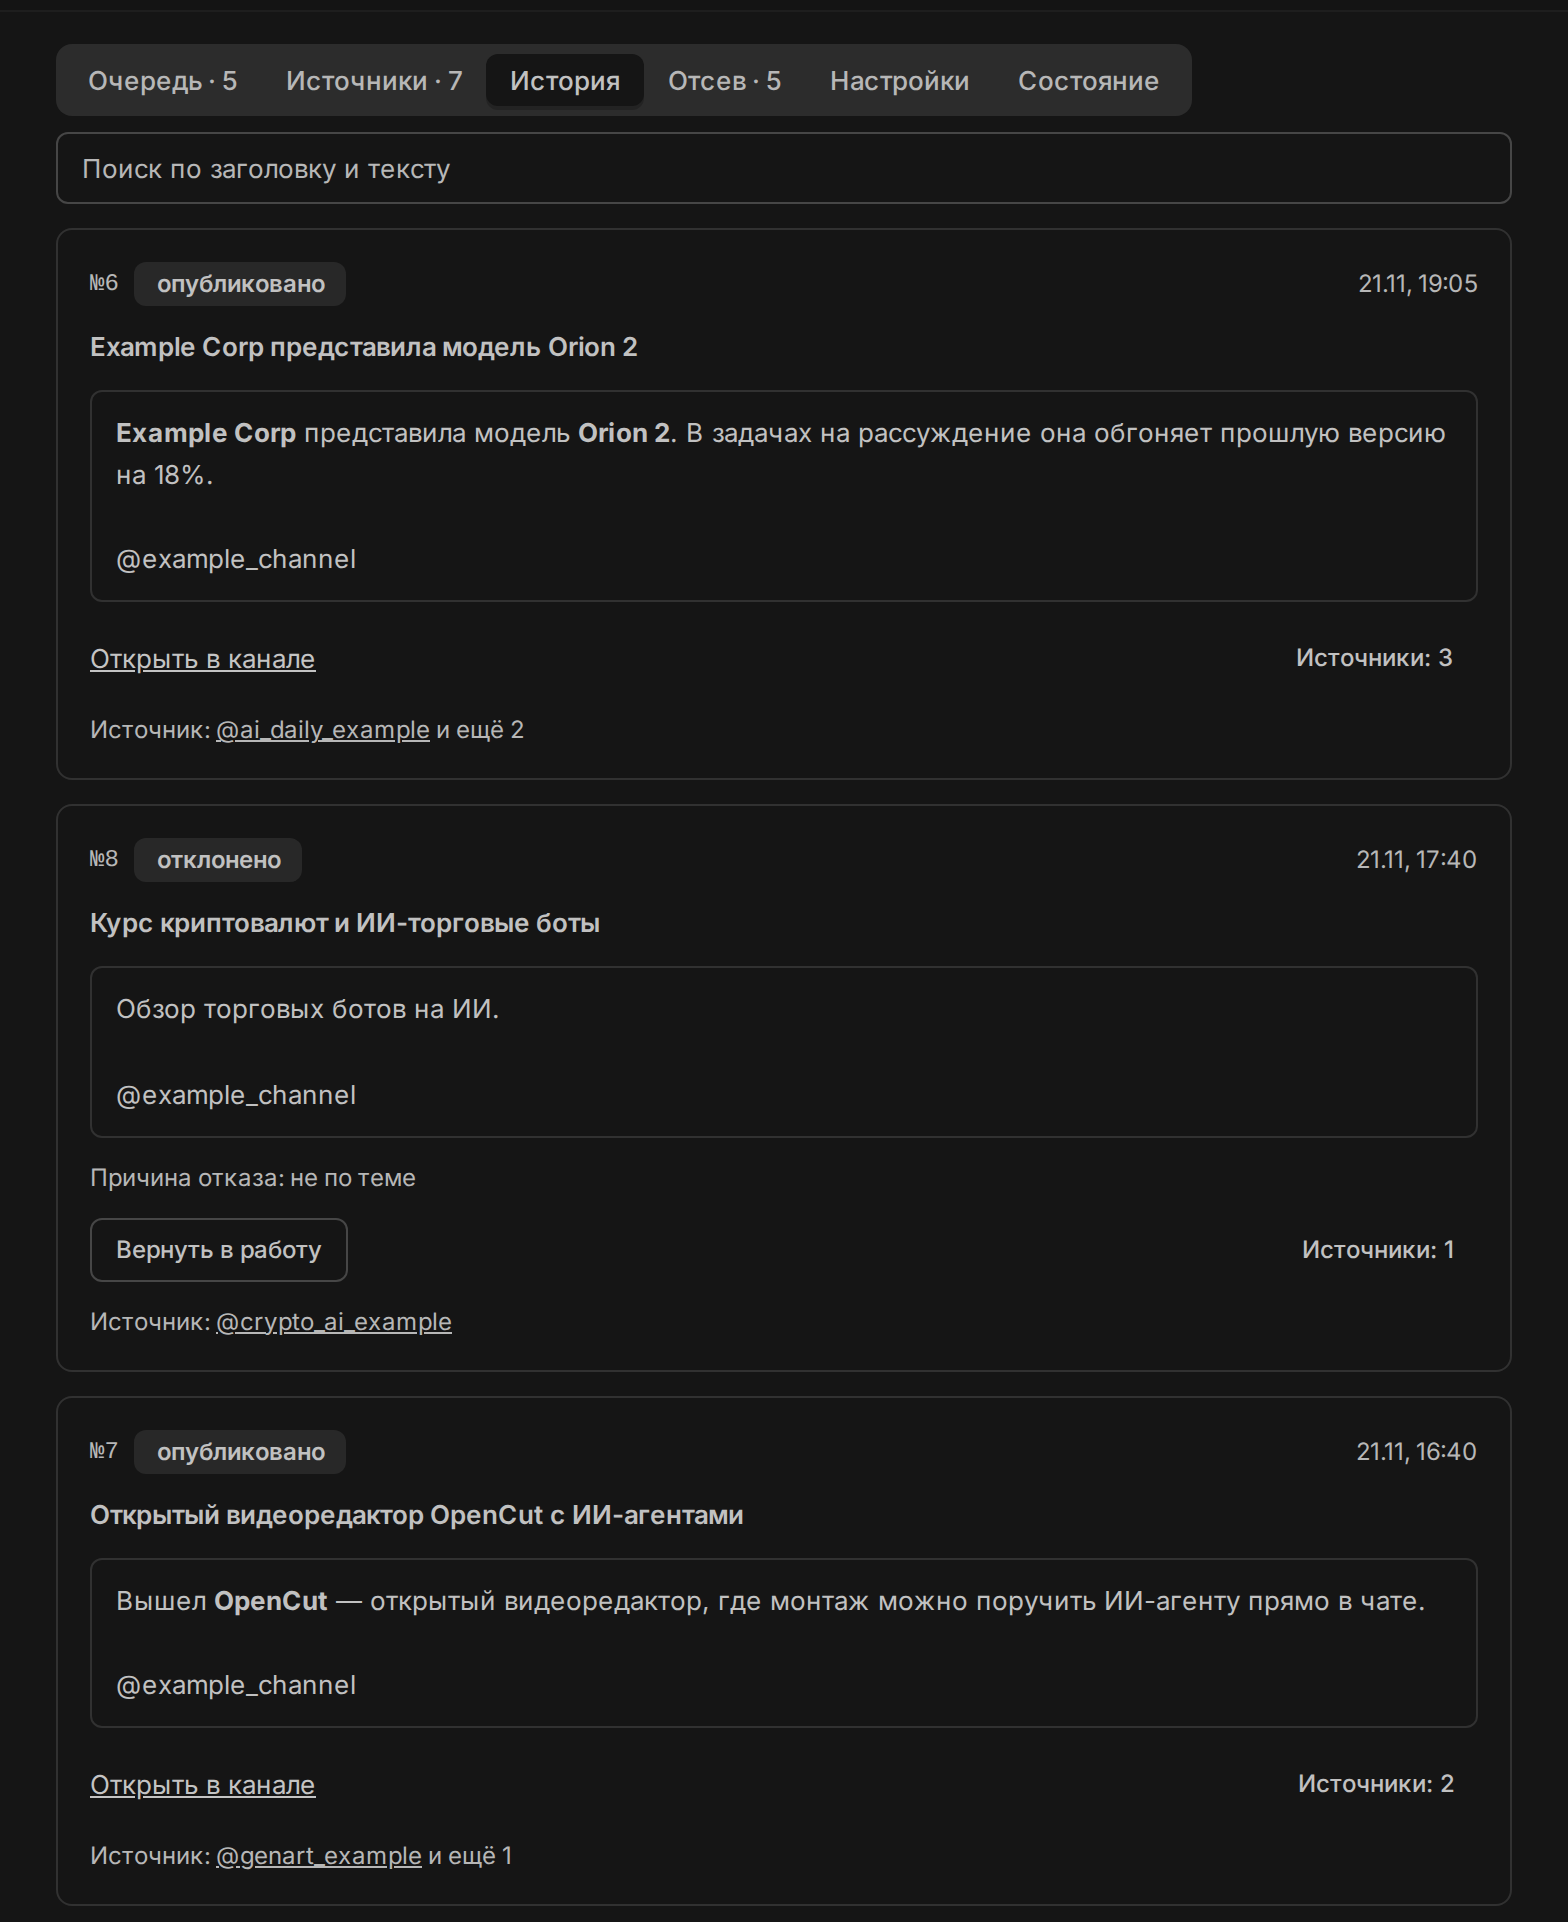 Очередь · 5 Источники · 7 История Отсев · 5 Настройки Состояние
Поиск по заголовку и тексту
№6 опубликовано 21.11, 19:05
Example Corp представила модель Orion 2
Example Corp представила модель Orion 2. В задачах на рассуждение она обгоняет прошлую версию
на 18%.
@example_channel
Открыть в канале Источники: 3
Источник: @ai_daily_example и ещё 2
№8 отклонено 21.11, 17:40
Курс криптовалют и ИИ-торговые боты
Обзор торговых ботов на ИИ.
@example_channel
Причина отказа: не по теме
Вернуть в работу Источники: 1
Источник: @crypto_ai_example
№7 опубликовано 21.11, 16:40
Открытый видеоредактор OpenCut с ИИ-агентами
Вышел OpenCut — открытый видеоредактор, где монтаж можно поручить ИИ-агенту прямо в чате.
@example_channel
Открыть в канале Источники: 2
Источник: @genart_example и ещё 1